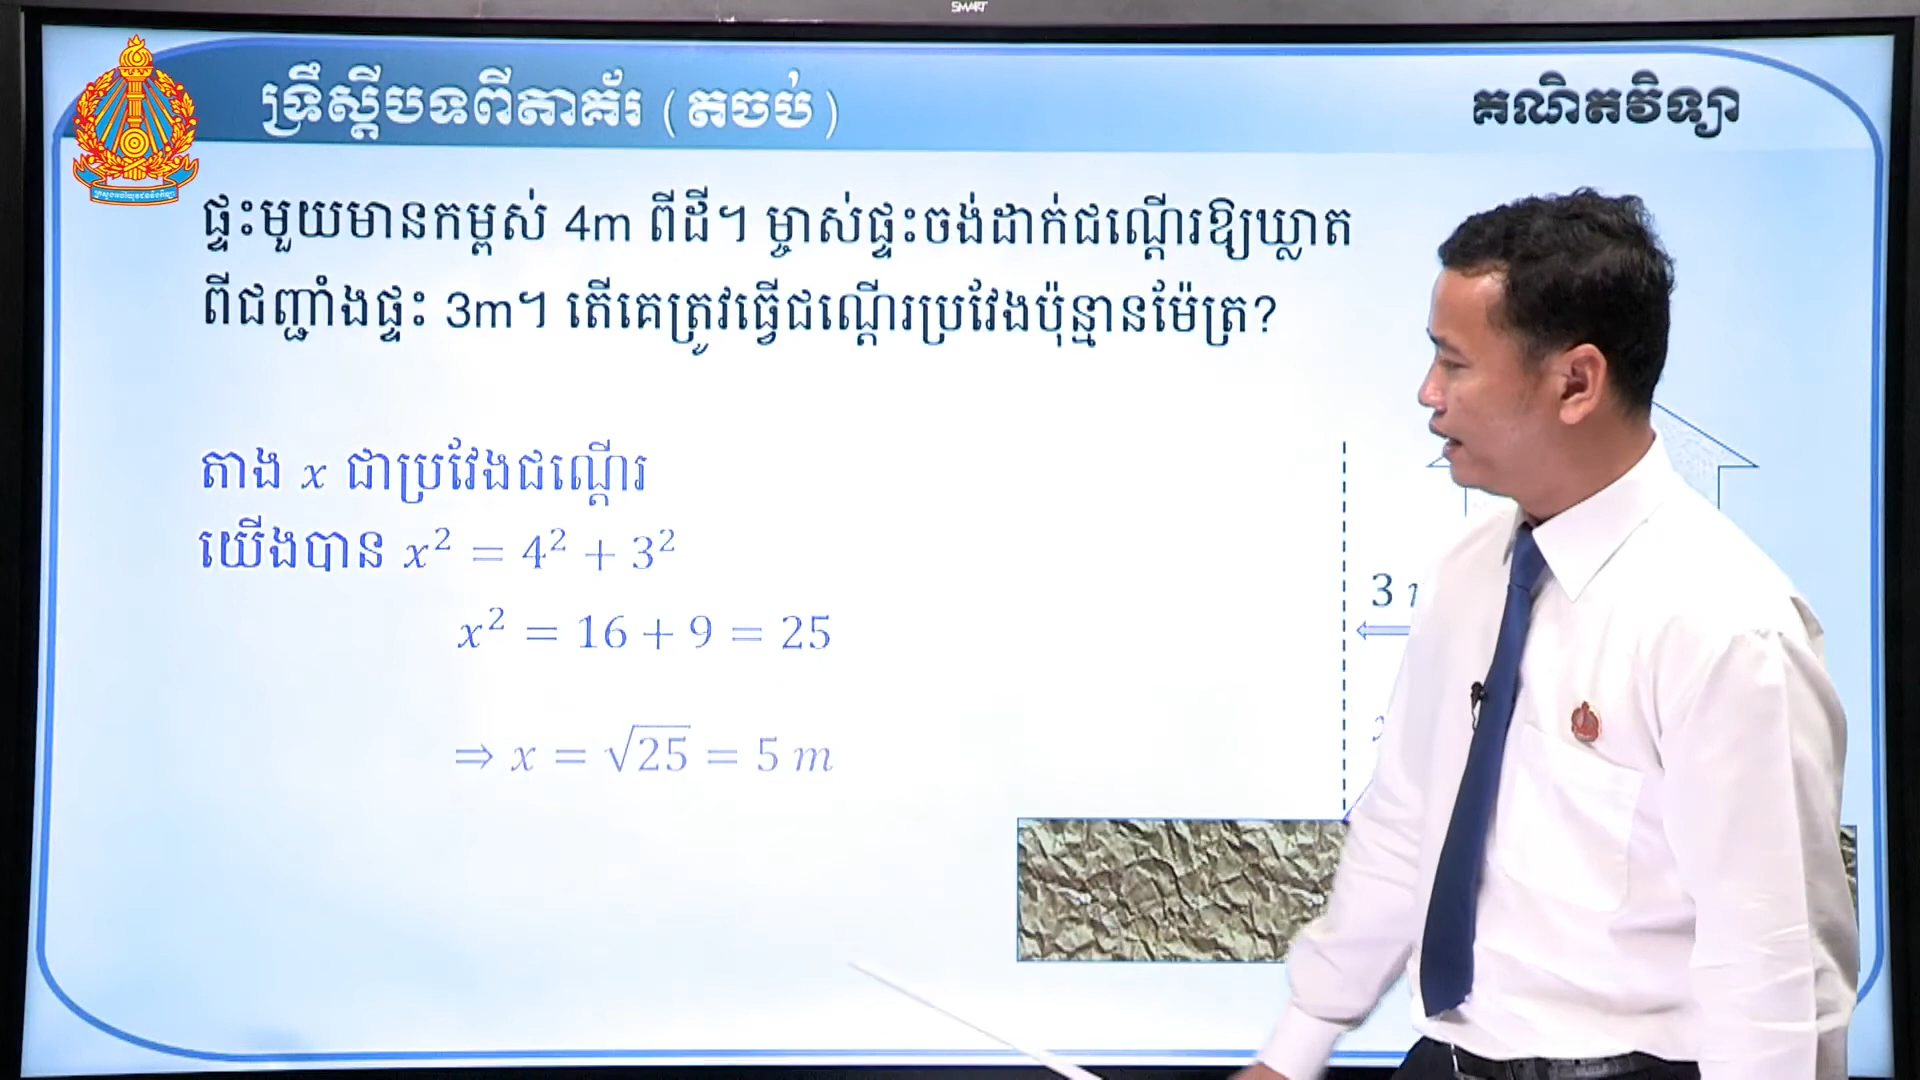 SMART
ទ្រឹស្តីបទពីតាគ័រ (តចប់)
គណិតវិទ្យា
ផ្ទះមួយមានកម្ពស់ 4m ពីដី។ ម្ចាស់ផ្ទះចង់ដាក់ជណ្តើរឱ្យឃ្លាត
ពីជញ្ជាំងផ្ទះ 3m។ តើគេត្រូវធ្វើជណ្តើរប្រវែងប៉ុន្មានម៉ែត្រ?
តាង x ជាប្រវែងជណ្តើរ
យើងបាន x² = 4² + 3²
x² = 16 + 9 = 25
⇒ x = √25 = 5 m
3